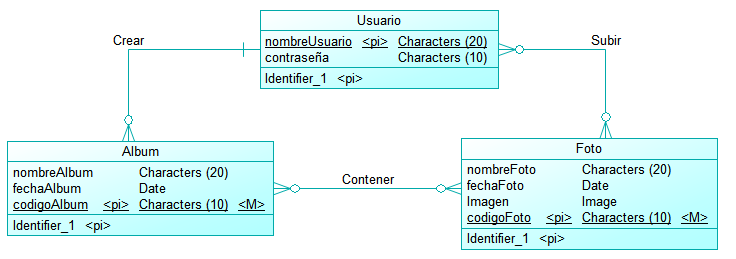 Usuario
nombreUsuario <pi> Characters (20)
contraseña Characters (10)
Identifier_1 <pi>
Crear
Subir
Album
nombreAlbum Characters (20)
fechaAlbum Date
codigoAlbum <pi> Characters (10) <M>
Identifier_1 <pi>
Contener
Foto
nombreFoto Characters (20)
fechaFoto Date
Imagen Image
codigoFoto <pi> Characters (10) <M>
Identifier_1 <pi>